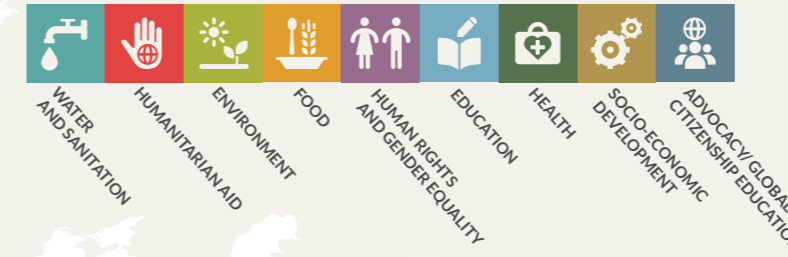 WATER
AND SANITATION
HUMANITARIAN AID
ENVIRONMENT
FOOD
HUMAN RIGHTS
AND GENDER EQUALITY
EDUCATION
HEALTH
SOCIO-ECONOMIC
DEVELOPMENT
ADVOCACY/ GLOBAL
CITIZENSHIP EDUCATION